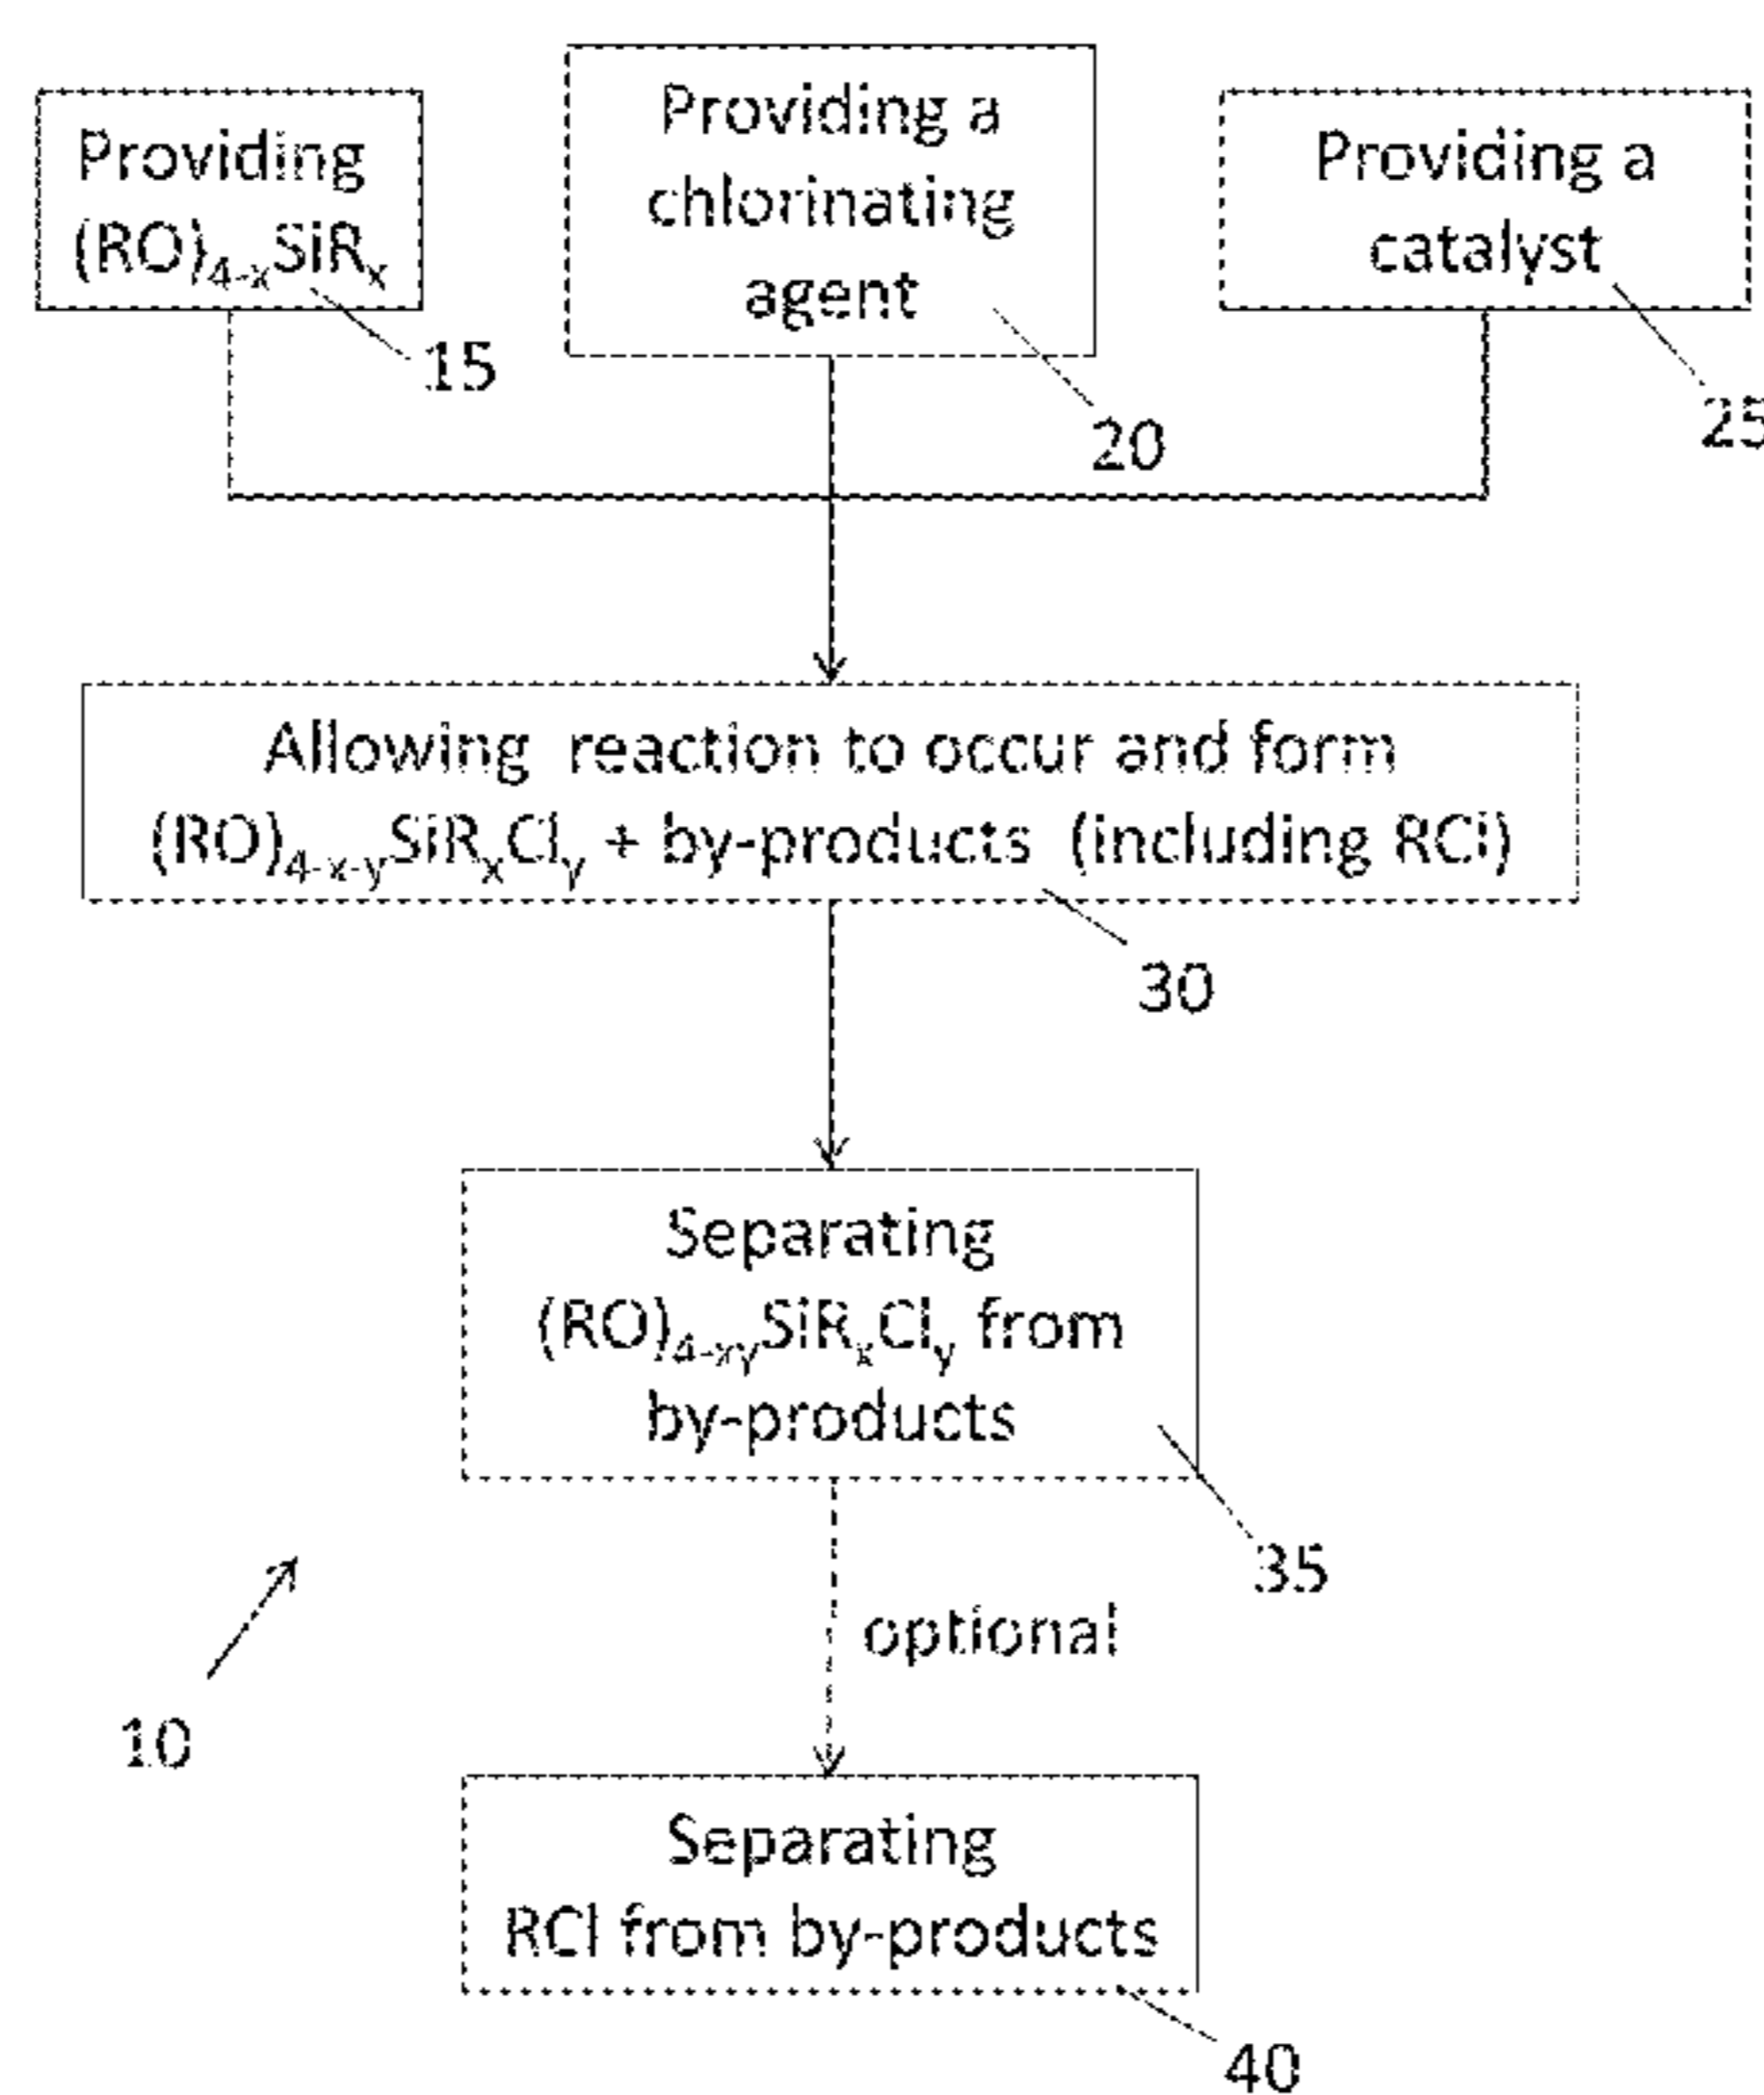 Providing
(RO)₄₋ₓSiRₓ
15
Providing a
chlorinating
agent
20
Providing a
catalyst
25
Allowing reaction to occur and form
(RO)₄₋ₓ₋ᵧSiRₓClᵧ + by-products (including RCl)
30
Separating
(RO)₄₋ₓᵧSiRₓClᵧ from
by-products
35
optional
10
Separating
RCl from by-products
40